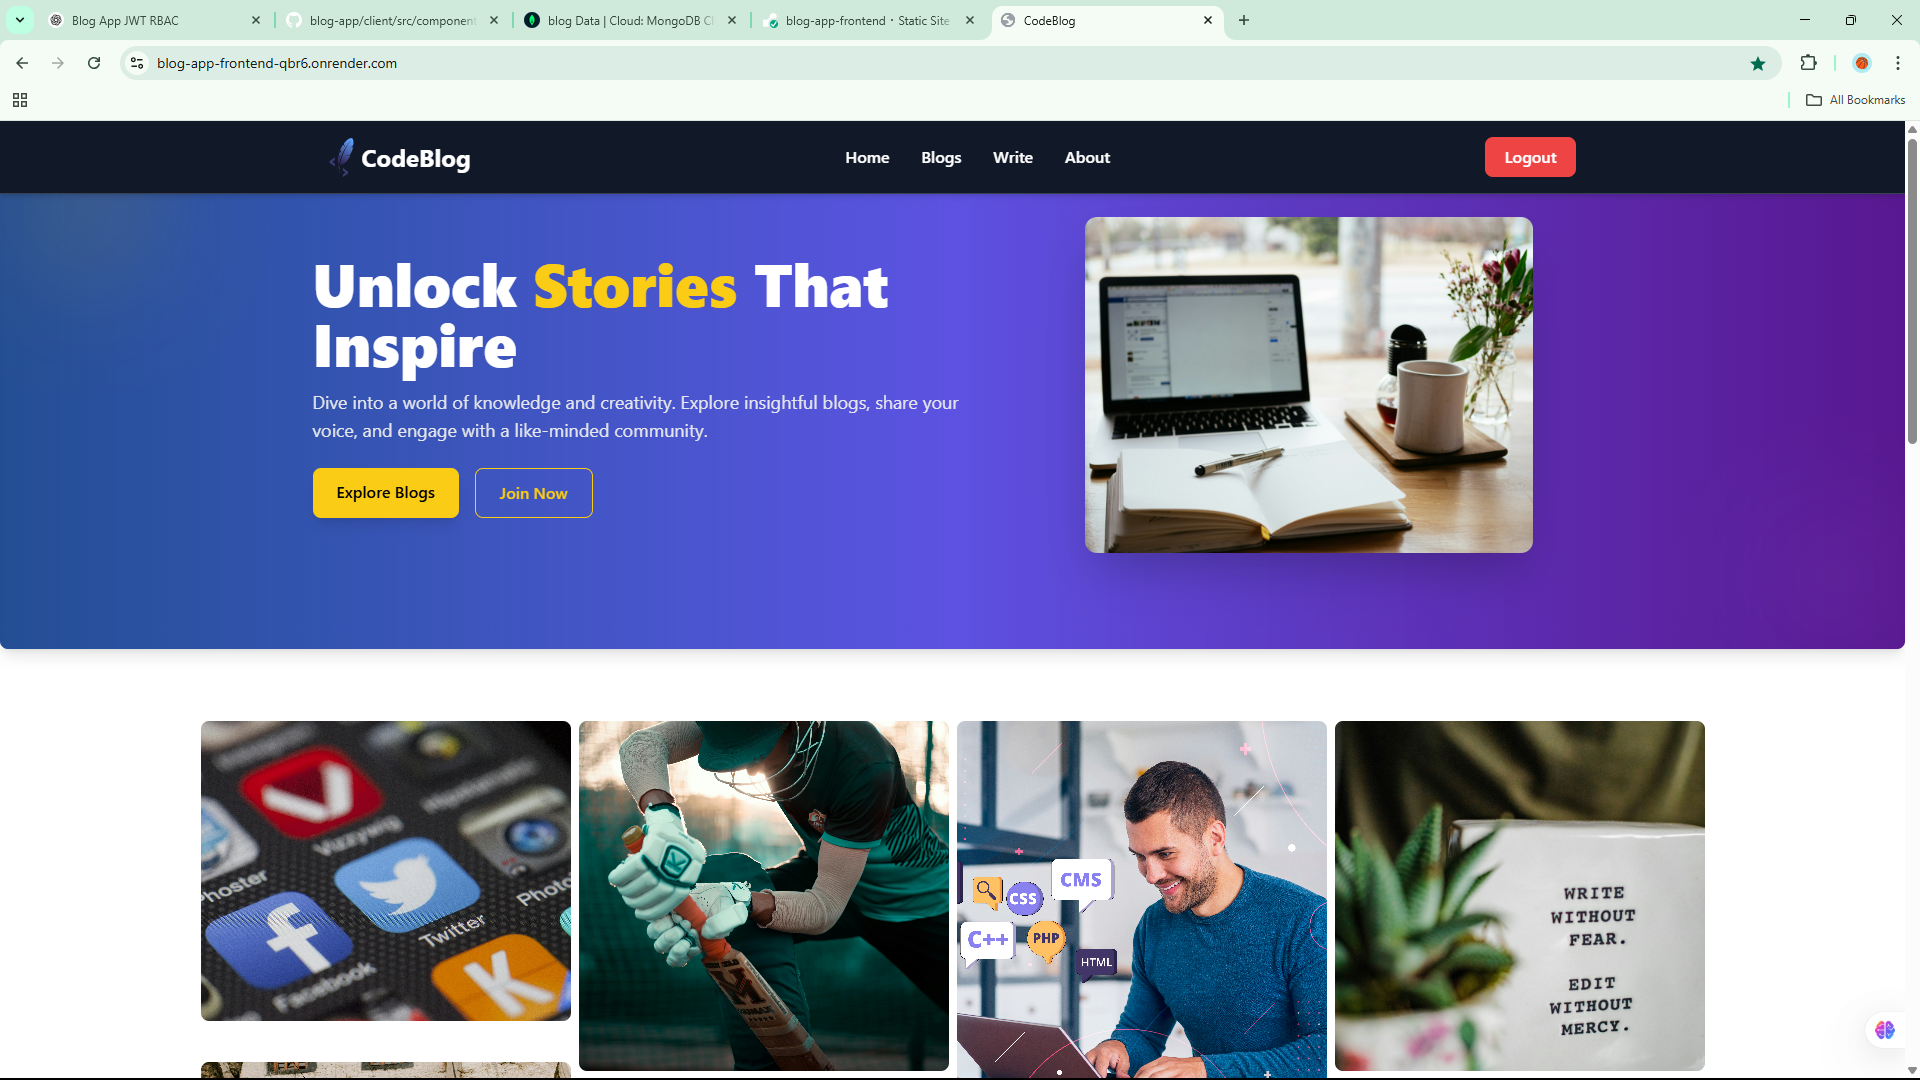 Blog App JWT RBAC
blog-app/client/src/component
blog Data | Cloud: MongoDB Cl
blog-app-frontend · Static Site
CodeBlog
blog-app-frontend-qbr6.onrender.com
All Bookmarks
CodeBlog
Home
Blogs
Write
About
Logout
Unlock Stories That
Inspire
Dive into a world of knowledge and creativity. Explore insightful blogs, share your
voice, and engage with a like-minded community.
Explore Blogs
Join Now
Vizzywig
Hipstamatic
Phoster
Twitter
Facebook
CMS
CSS
C++
PHP
HTML
WRITE
WITHOUT
FEAR.
EDIT
WITHOUT
MERCY.